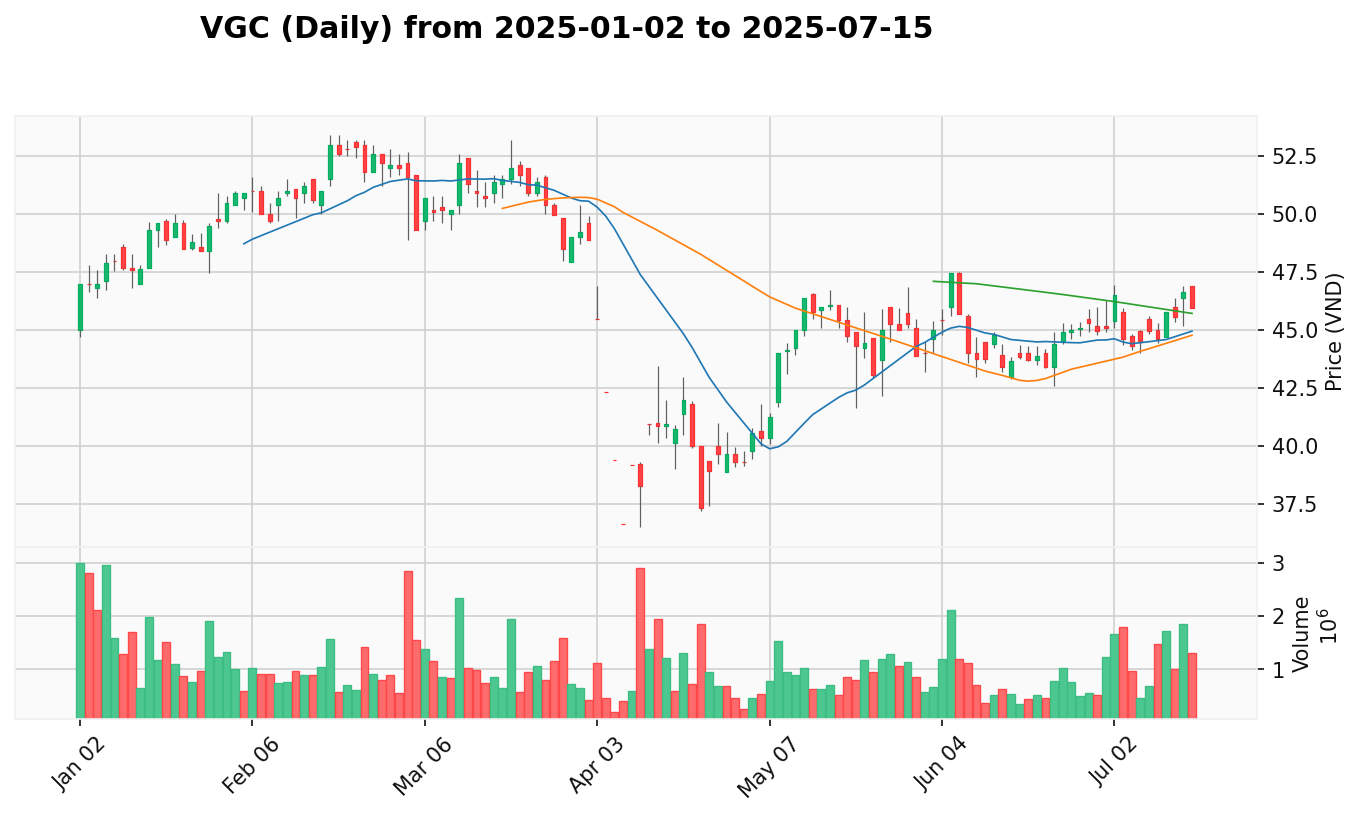 VGC (Daily) from 2025-01-02 to 2025-07-15
52.5
50.0
47.5
45.0
42.5
40.0
37.5
Price (VND)
3
2
1
Volume
10⁶
Jan 02
Feb 06
Mar 06
Apr 03
May 07
Jun 04
Jul 02